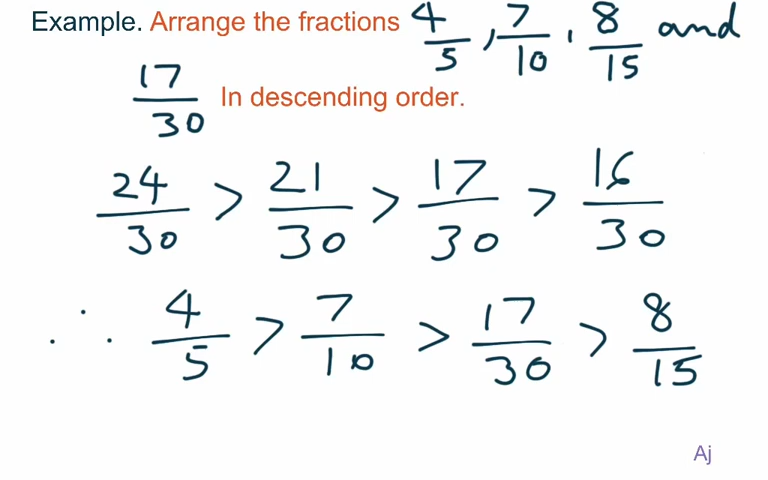 Example. Arrange the fractions 4/5, 7/10, 8/15 and
17/30 In descending order.
24/30 > 21/30 > 17/30 > 16/30
∴ 4/5 > 7/10 > 17/30 > 8/15
Aj